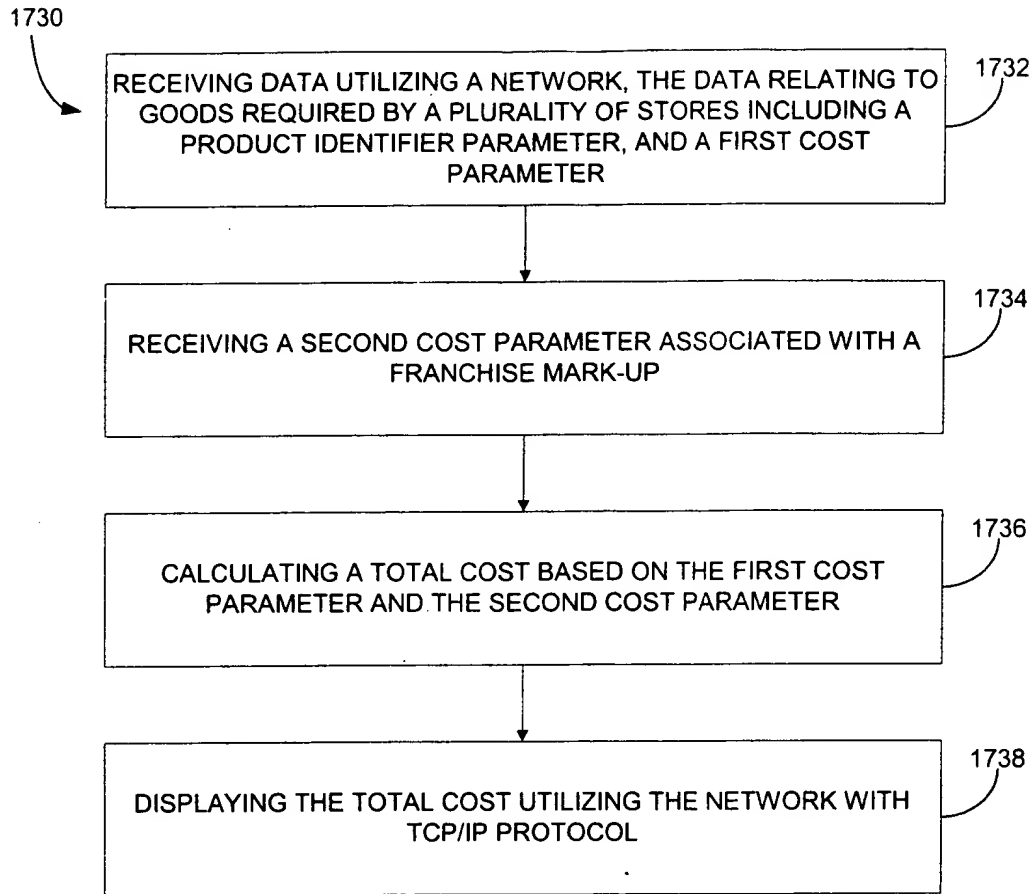 1730
RECEIVING DATA UTILIZING A NETWORK, THE DATA RELATING TO
GOODS REQUIRED BY A PLURALITY OF STORES INCLUDING A
PRODUCT IDENTIFIER PARAMETER, AND A FIRST COST
PARAMETER
1732
RECEIVING A SECOND COST PARAMETER ASSOCIATED WITH A
FRANCHISE MARK-UP
1734
CALCULATING A TOTAL COST BASED ON THE FIRST COST
PARAMETER AND THE SECOND COST PARAMETER
1736
DISPLAYING THE TOTAL COST UTILIZING THE NETWORK WITH
TCP/IP PROTOCOL
1738